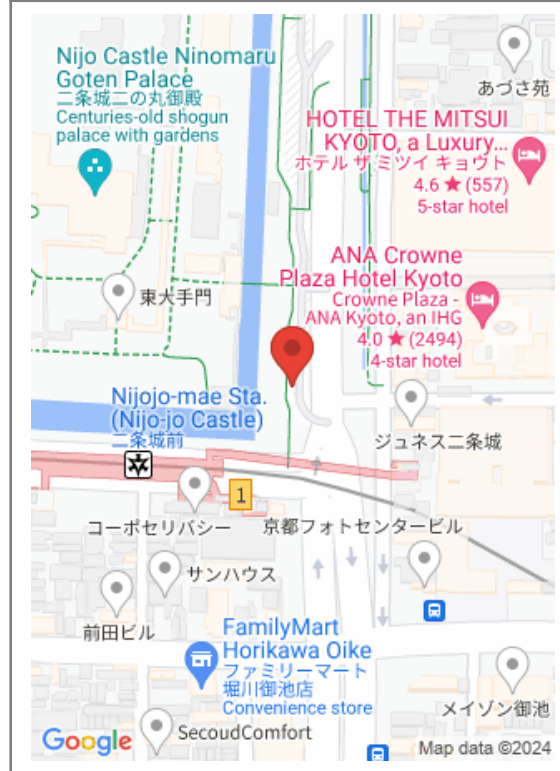 Nijo Castle Ninomaru
Goten Palace
二条城二の丸御殿
Centuries-old shogun
palace with gardens
あづさ苑
HOTEL THE MITSUI
KYOTO, a Luxury...
ホテル ザ ミツイ キョウト
4.6 ★ (557)
5-star hotel
ANA Crowne
Plaza Hotel Kyoto
Crowne Plaza -
ANA Kyoto, an IHG
4.0 ★ (2494)
4-star hotel
東大手門
Nijojo-mae Sta.
(Nijo-jo Castle)
二条城前
ジュネス二条城
1
コーポセリバシー
京都フォトセンタービル
サンハウス
前田ビル
FamilyMart
Horikawa Oike
ファミリーマート
堀川御池店
Convenience store
メイゾン御池
SecoudComfort
Google
Map data ©2024